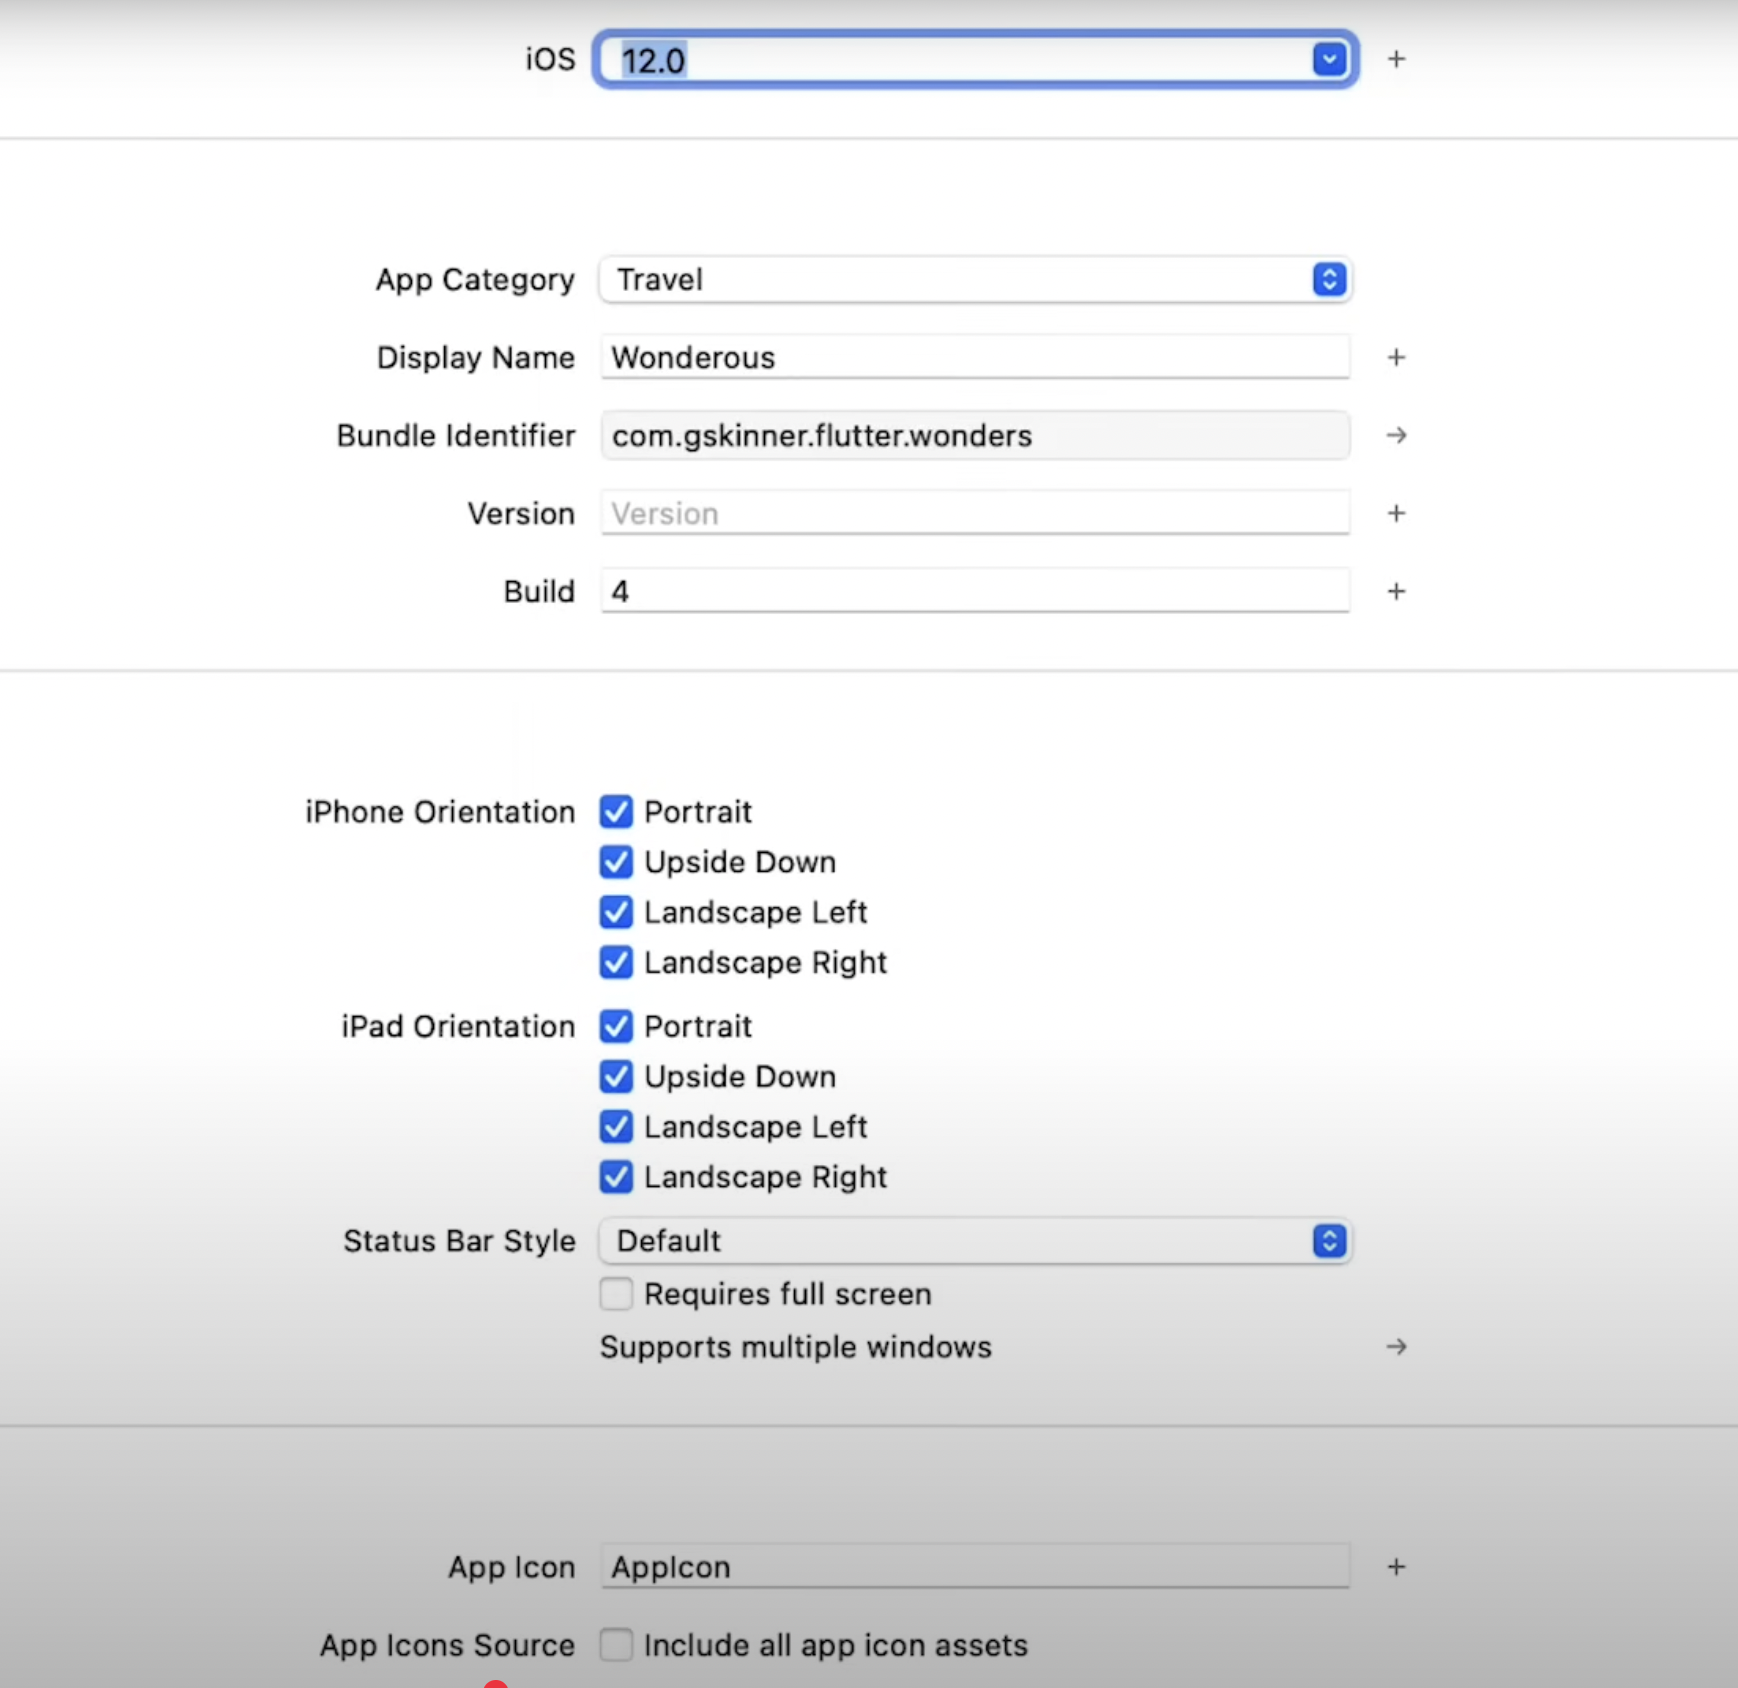 iOS 12.0 +
App Category Travel
Display Name Wonderous +
Bundle Identifier com.gskinner.flutter.wonders →
Version Version +
Build 4 +
iPhone Orientation Portrait
Upside Down
Landscape Left
Landscape Right
iPad Orientation Portrait
Upside Down
Landscape Left
Landscape Right
Status Bar Style Default
Requires full screen
Supports multiple windows →
App Icon AppIcon +
App Icons Source Include all app icon assets